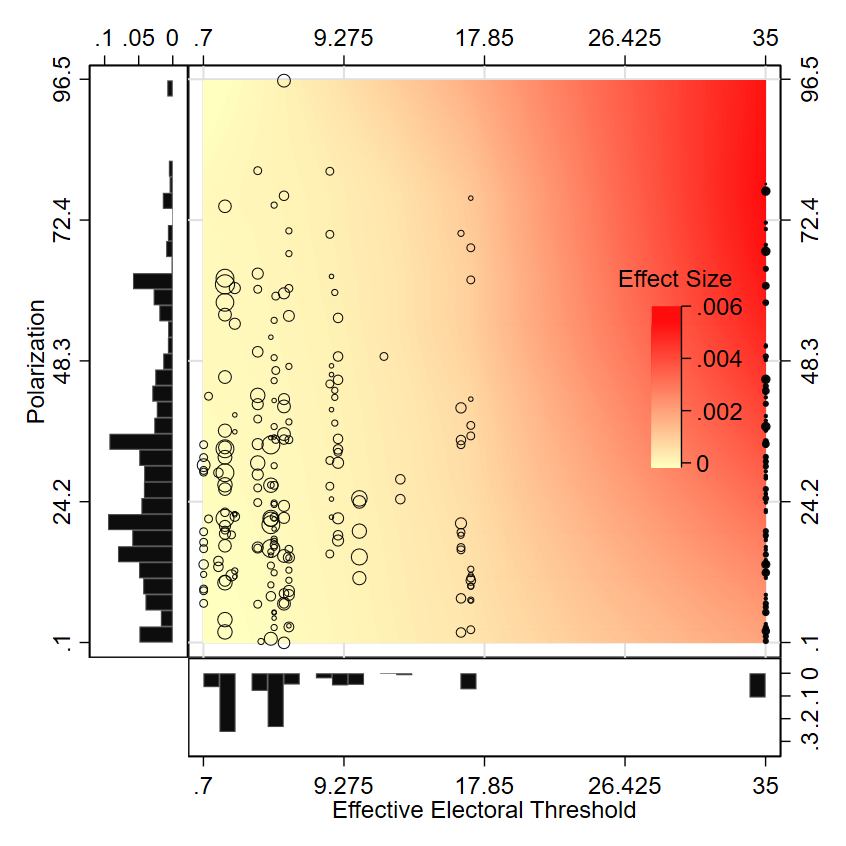 .1 .05 0 .7 9.275 17.85 26.425 35
96.5 96.5
72.4 72.4
Effect Size
.006
.004
.002
0
Polarization
48.3 48.3
24.2 24.2
.1 .1
0
.1
.2
.3
.7 9.275 17.85 26.425 35
Effective Electoral Threshold